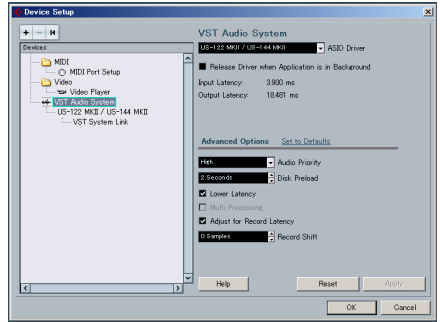 Device Setup
Devices
MIDI
MIDI Port Setup
Video
Video Player
VST Audio System
US-122 MKII / US-144 MKII
VST System Link
VST Audio System
US-122 MKII / US-144 MKII ASIO Driver
Release Driver when Application is in Background
Input Latency: 3.900 ms
Output Latency: 18.481 ms
Advanced Options Set to Defaults
High Audio Priority
2 Seconds Disk Preload
Lower Latency
Multi Processing
Adjust for Record Latency
0 Samples Record Shift
Help Reset Apply
OK Cancel